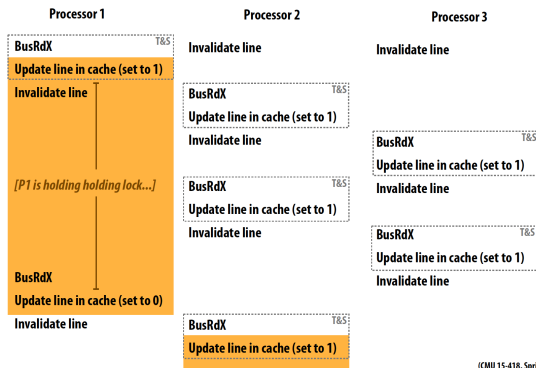 Processor 1
BusRdX
T&S
Update line in cache (set to 1)
Invalidate line
[P1 is holding holding lock...]
BusRdX
Update line in cache (set to 0)
Invalidate line
Processor 2
Invalidate line
BusRdX
T&S
Update line in cache (set to 1)
Invalidate line
BusRdX
T&S
Update line in cache (set to 1)
Invalidate line
BusRdX
T&S
Update line in cache (set to 1)
Processor 3
Invalidate line
BusRdX
T&S
Update line in cache (set to 1)
Invalidate line
BusRdX
T&S
Update line in cache (set to 1)
Invalidate line
(CMU 15-418, Spri